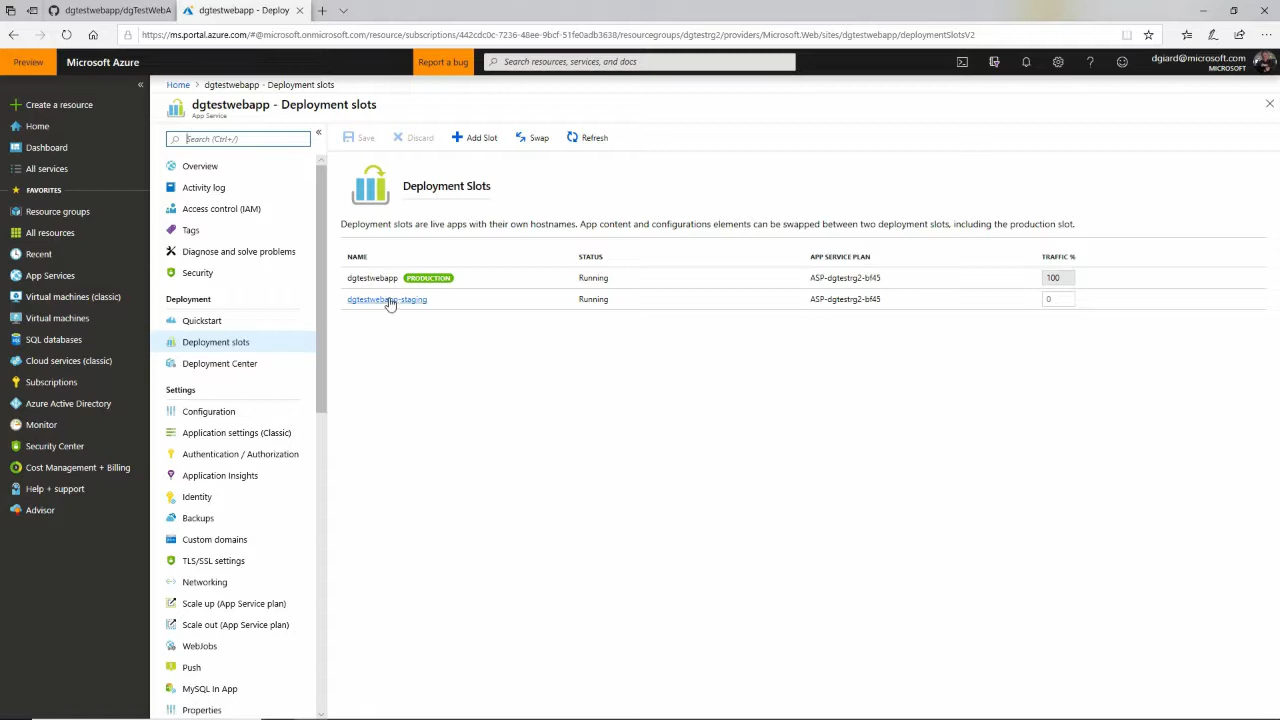 dgtestwebapp/dgTestWebA
dgtestwebapp - Deploy
https://ms.portal.azure.com/#@microsoft.onmicrosoft.com/resource/subscriptions/442cdc0c-7236-48ee-9bcf-51fe0adb3638/resourcegroups/dgtestrg2/providers/Microsoft.Web/sites/dgtestwebapp/deploymentSlotsV2
Preview
Microsoft Azure
Report a bug
Search resources, services, and docs
dgiard@microsoft.com
MICROSOFT
Create a resource
Home
Dashboard
All services
FAVORITES
Resource groups
All resources
Recent
App Services
Virtual machines (classic)
Virtual machines
SQL databases
Cloud services (classic)
Subscriptions
Azure Active Directory
Monitor
Security Center
Cost Management + Billing
Help + support
Advisor
Home > dgtestwebapp - Deployment slots
dgtestwebapp - Deployment slots
App Service
Search (Ctrl+/)
Overview
Activity log
Access control (IAM)
Tags
Diagnose and solve problems
Security
Deployment
Quickstart
Deployment slots
Deployment Center
Settings
Configuration
Application settings (Classic)
Authentication / Authorization
Application Insights
Identity
Backups
Custom domains
TLS/SSL settings
Networking
Scale up (App Service plan)
Scale out (App Service plan)
WebJobs
Push
MySQL In App
Properties
Save Discard Add Slot Swap Refresh
Deployment Slots
Deployment slots are live apps with their own hostnames. App content and configurations elements can be swapped between two deployment slots, including the production slot.
NAME STATUS APP SERVICE PLAN TRAFFIC %
dgtestwebapp PRODUCTION Running ASP-dgtestrg2-bf45 100
dgtestwebapp-staging Running ASP-dgtestrg2-bf45 0